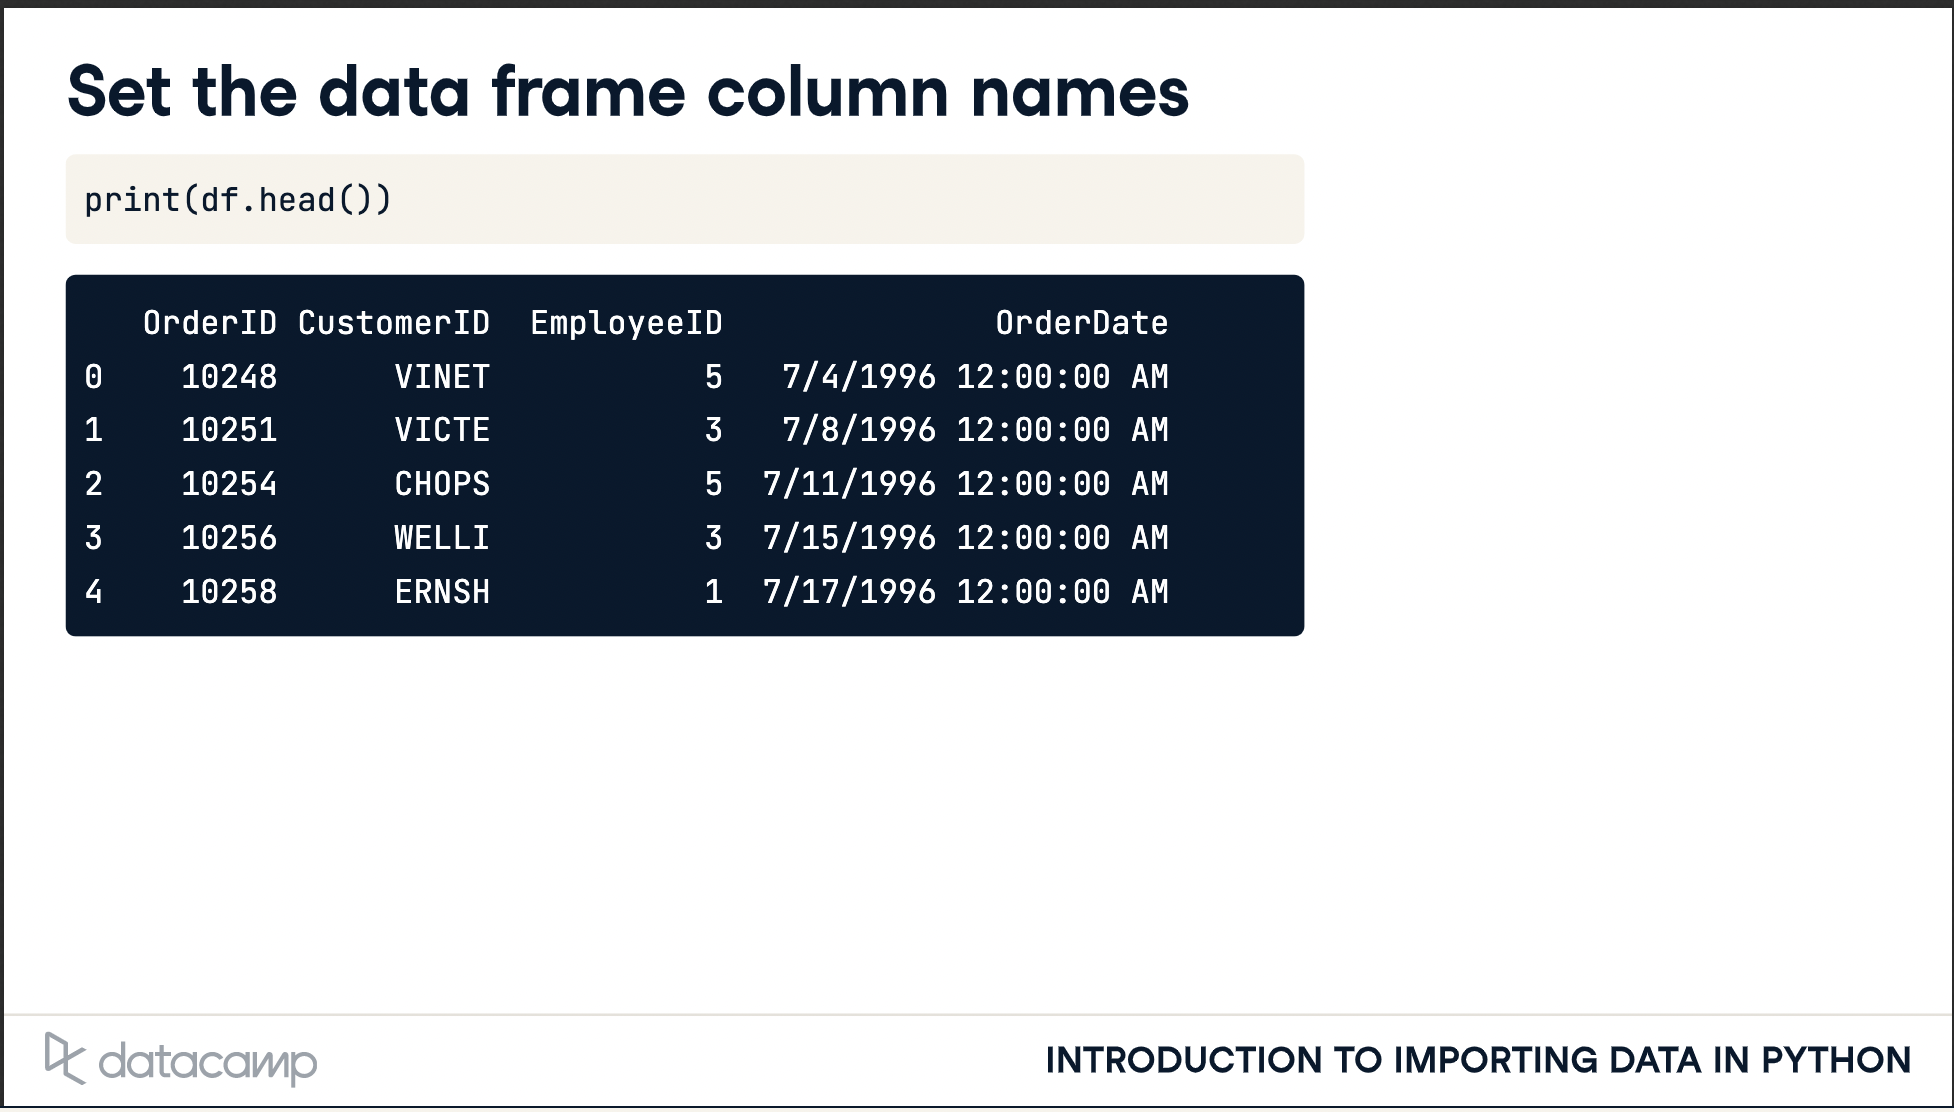 Set the data frame column names
print(df.head())
OrderID CustomerID EmployeeID OrderDate
0 10248 VINET 5 7/4/1996 12:00:00 AM
1 10251 VICTE 3 7/8/1996 12:00:00 AM
2 10254 CHOPS 5 7/11/1996 12:00:00 AM
3 10256 WELLI 3 7/15/1996 12:00:00 AM
4 10258 ERNSH 1 7/17/1996 12:00:00 AM
datacamp
INTRODUCTION TO IMPORTING DATA IN PYTHON